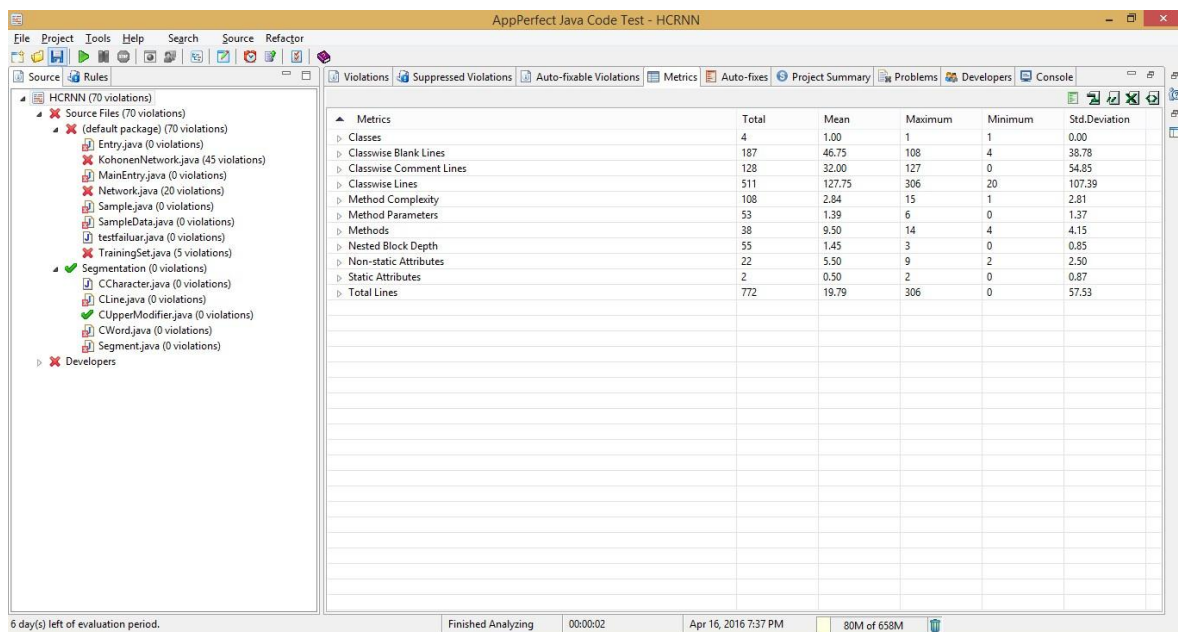 AppPerfect Java Code Test - HCRNN
File Project Tools Help Search Source Refactor
Source Rules
HCRNN (70 violations)
Source Files (70 violations)
(default package) (70 violations)
Entry.java (0 violations)
KohonenNetwork.java (45 violations)
MainEntry.java (0 violations)
Network.java (20 violations)
Sample.java (0 violations)
SampleData.java (0 violations)
testfailuar.java (0 violations)
TrainingSet.java (5 violations)
Segmentation (0 violations)
CCharacter.java (0 violations)
CLine.java (0 violations)
CUpperModifier.java (0 violations)
CWord.java (0 violations)
Segment.java (0 violations)
Developers
Violations Suppressed Violations Auto-fixable Violations Metrics Auto-fixes Project Summary Problems Developers Console
Metrics Total Mean Maximum Minimum Std.Deviation
Classes 4 1.00 1 1 0.00
Classwise Blank Lines 187 46.75 108 4 38.78
Classwise Comment Lines 128 32.00 127 0 54.85
Classwise Lines 511 127.75 306 20 107.39
Method Complexity 108 2.84 15 1 2.81
Method Parameters 53 1.39 6 0 1.37
Methods 38 9.50 14 4 4.15
Nested Block Depth 55 1.45 3 0 0.85
Non-static Attributes 22 5.50 9 2 2.50
Static Attributes 2 0.50 2 0 0.87
Total Lines 772 19.79 306 0 57.53
6 day(s) left of evaluation period. Finished Analyzing 00:00:02 Apr 16, 2016 7:37 PM 80M of 658M